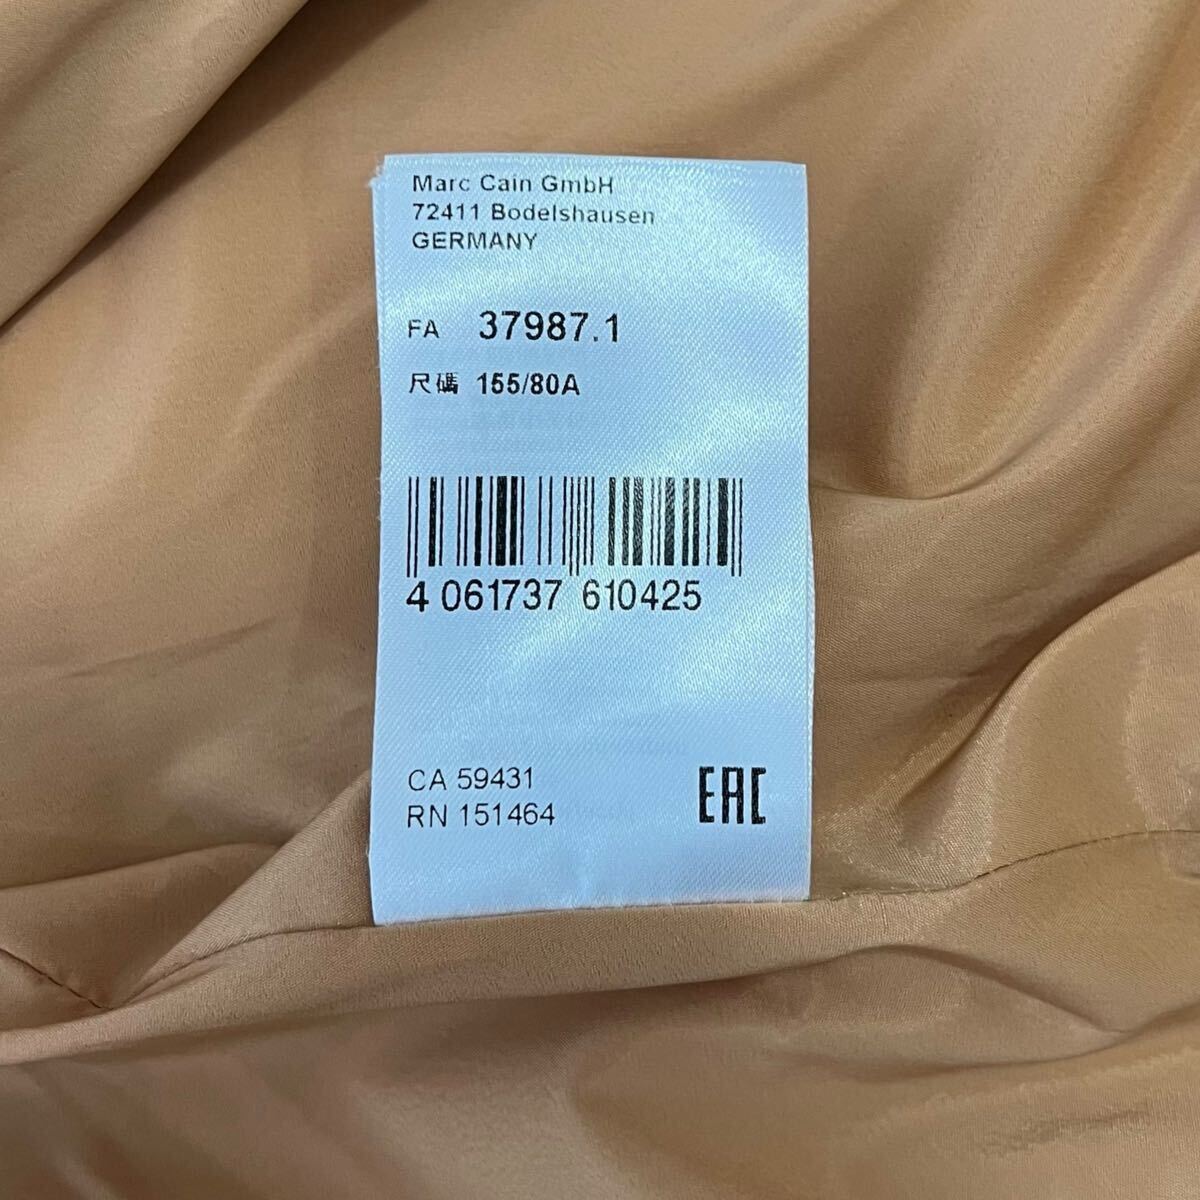 Marc Cain GmbH
72411 Bodelshausen
GERMANY
FA 37987.1
尺碼 155/80A
4 061737 610425
CA 59431
RN 151464
EAC